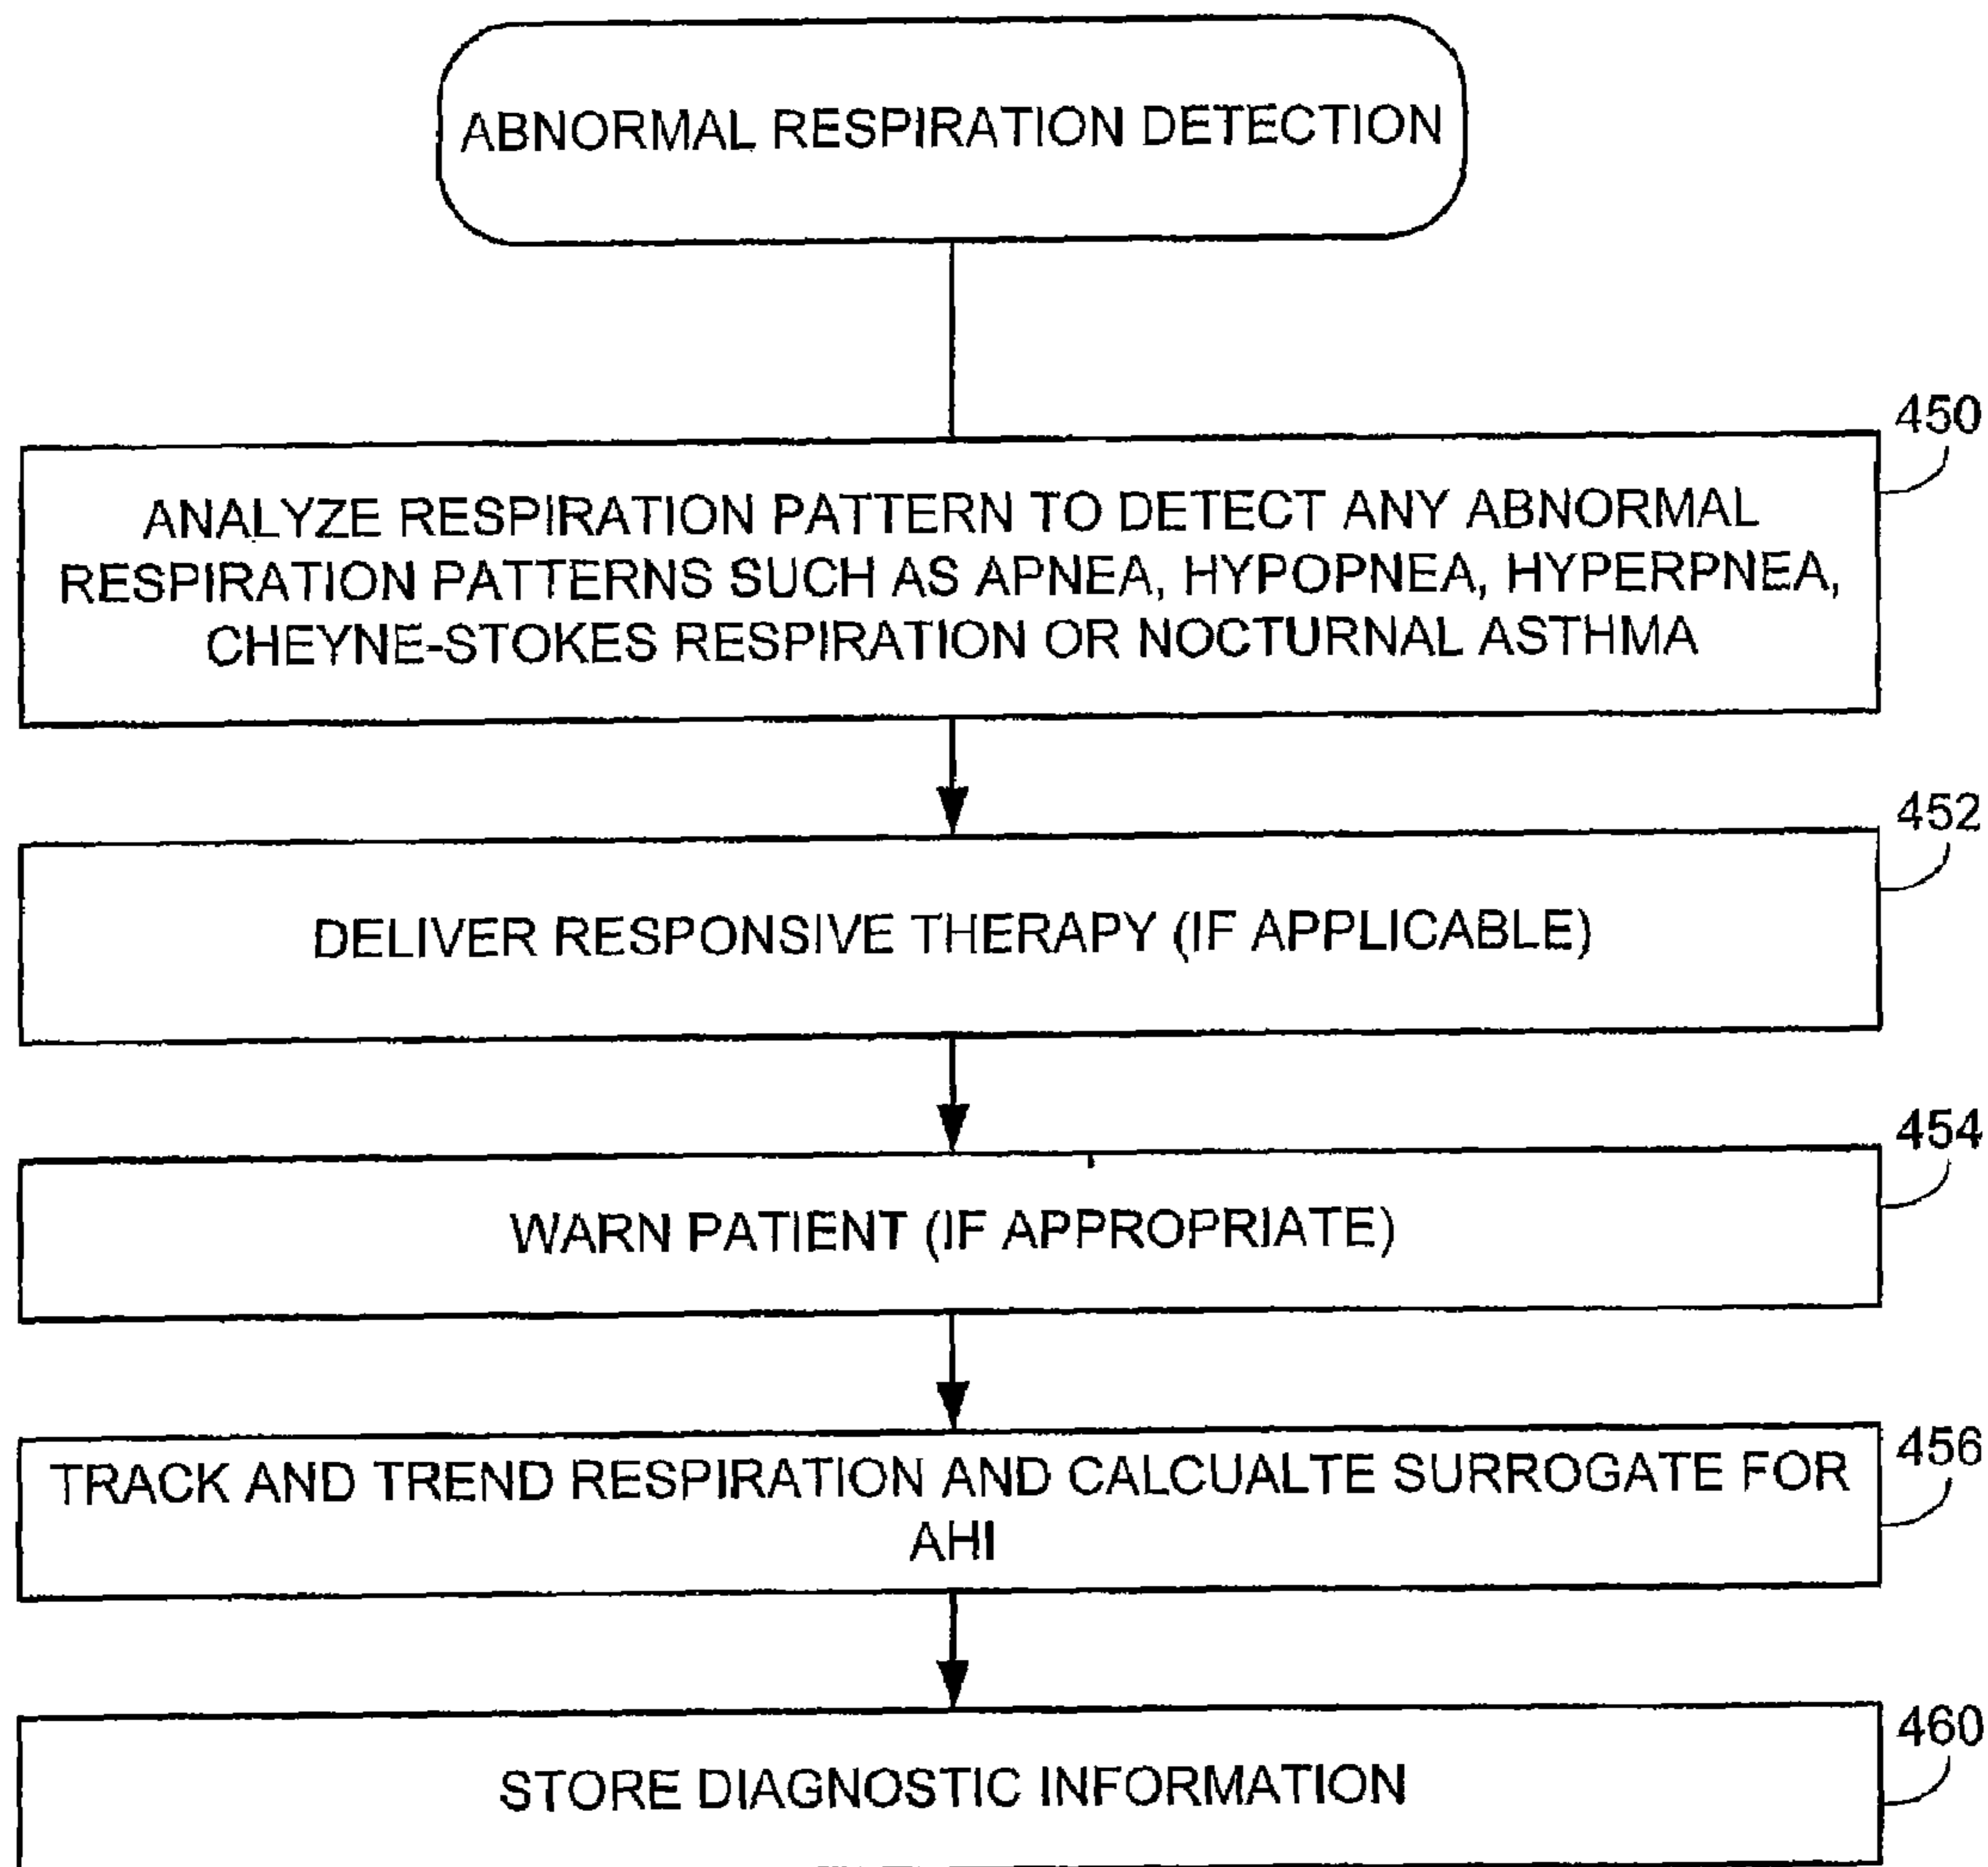 ABNORMAL RESPIRATION DETECTION
450
ANALYZE RESPIRATION PATTERN TO DETECT ANY ABNORMAL
RESPIRATION PATTERNS SUCH AS APNEA, HYPOPNEA, HYPERPNEA,
CHEYNE-STOKES RESPIRATION OR NOCTURNAL ASTHMA
452
DELIVER RESPONSIVE THERAPY (IF APPLICABLE)
454
WARN PATIENT (IF APPROPRIATE)
456
TRACK AND TREND RESPIRATION AND CALCUALTE SURROGATE FOR
AHI
460
STORE DIAGNOSTIC INFORMATION